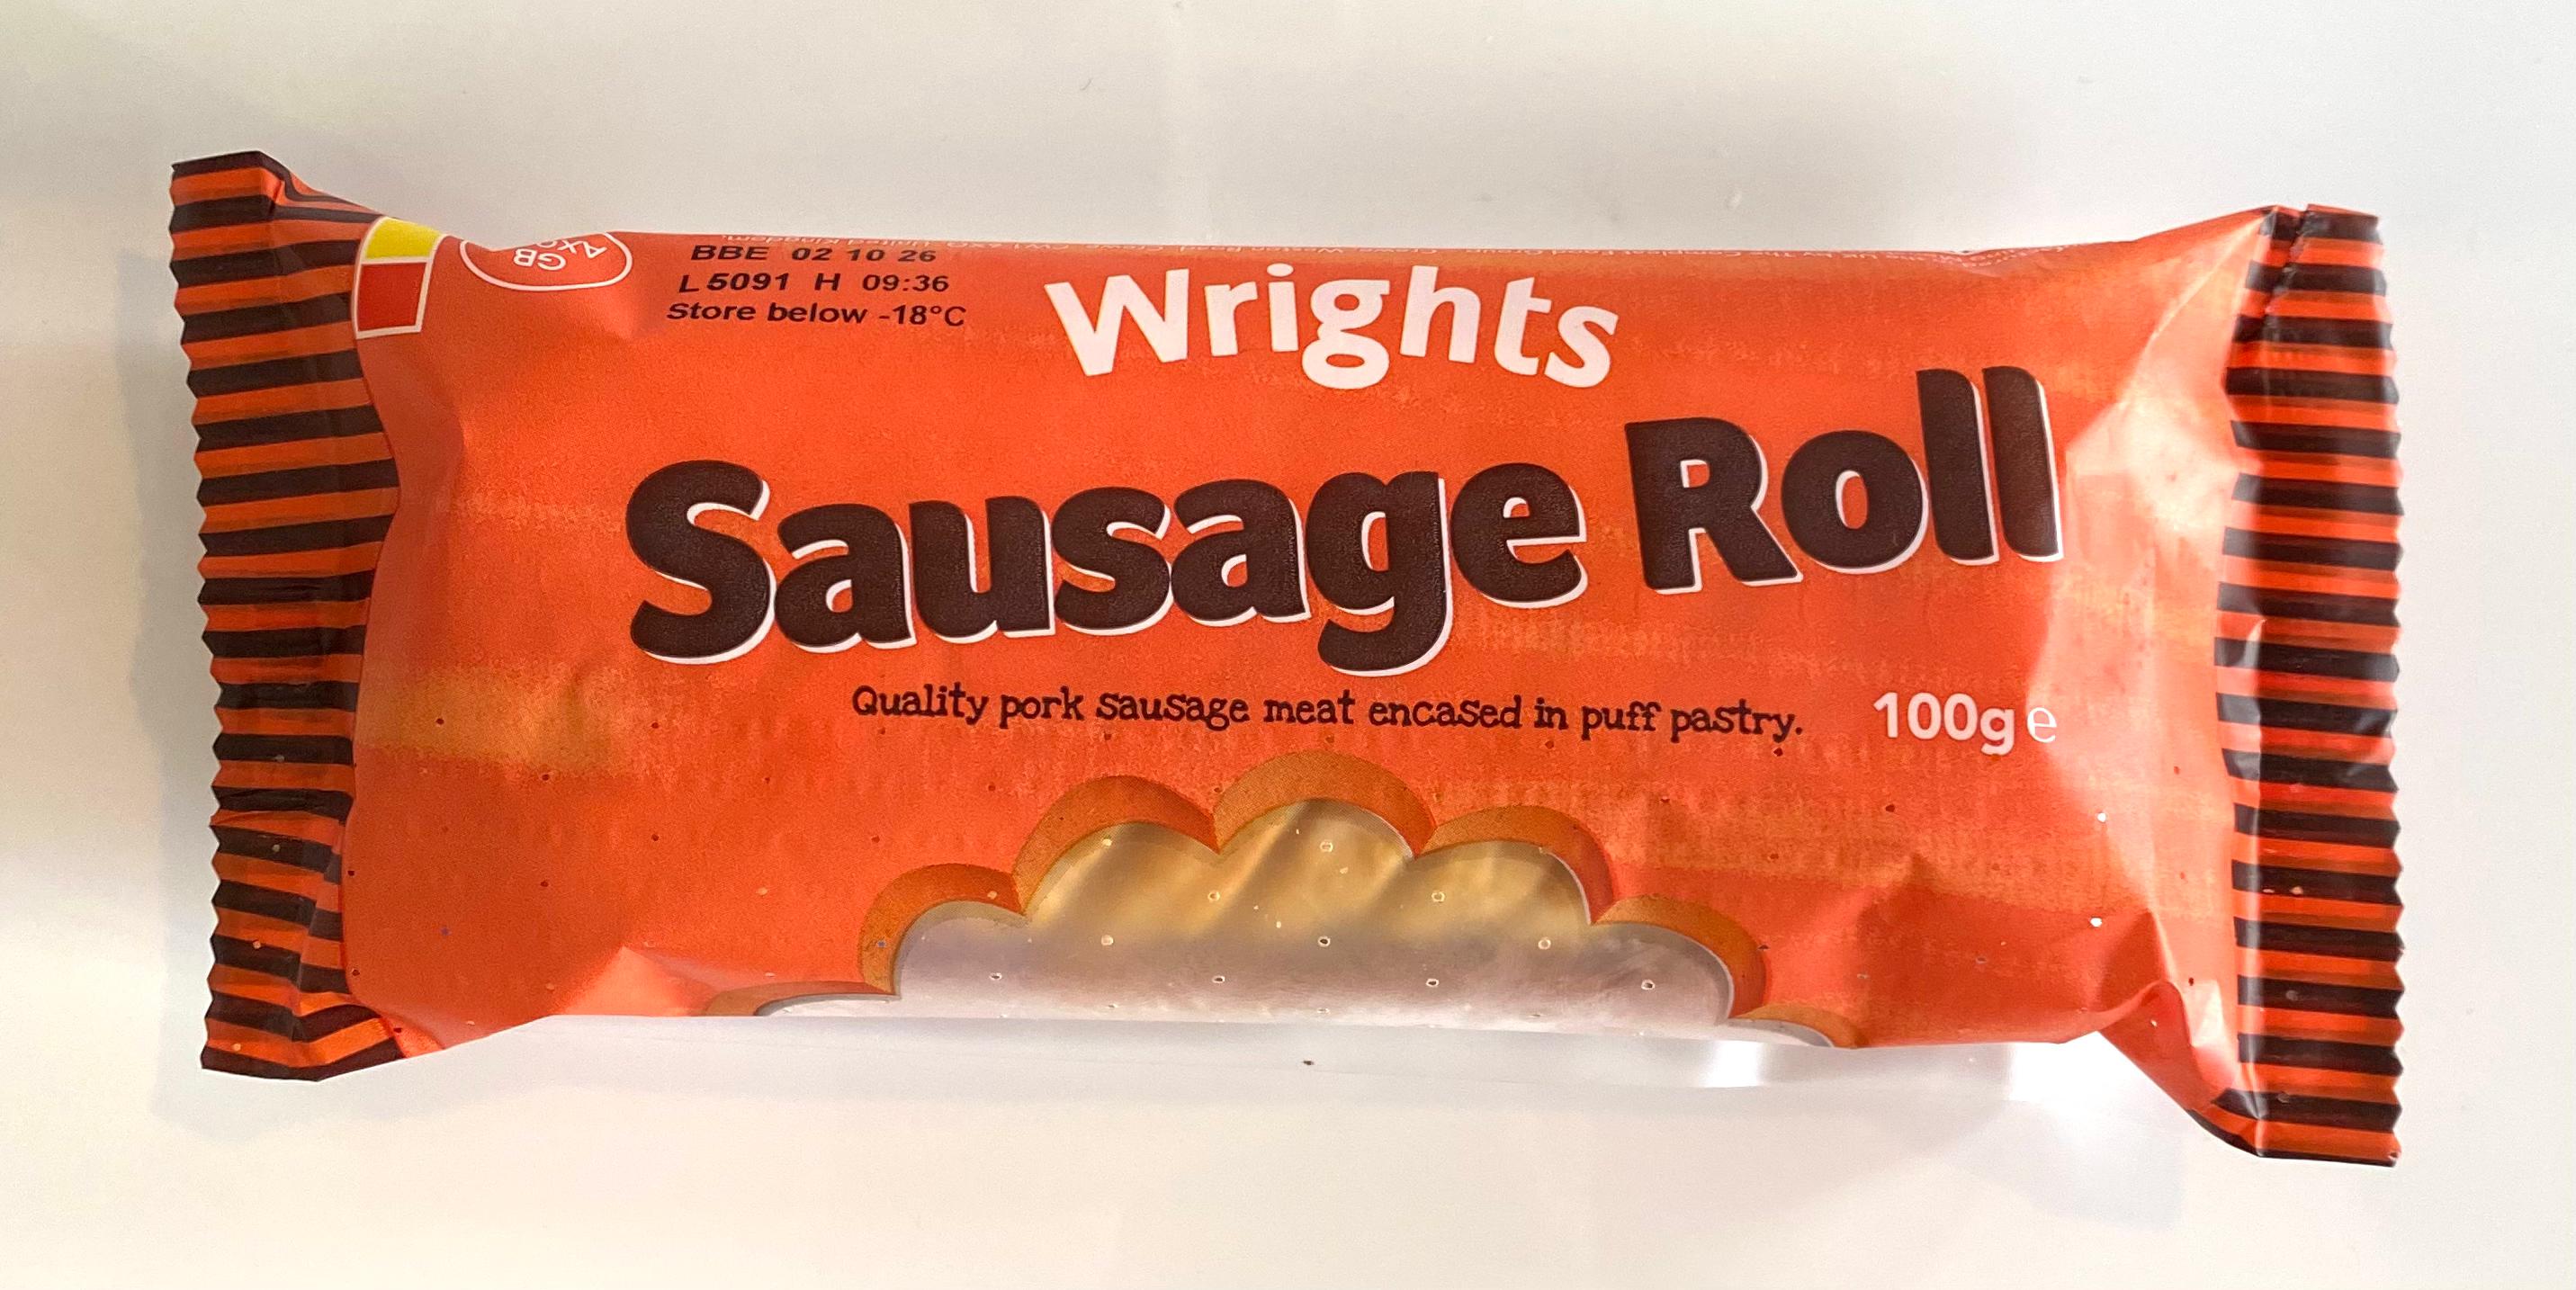 BBE 02 10 26
L 5091 H 09:36
Store below -18°C
Wrights
Sausage Roll
Quality pork sausage meat encased in puff pastry.
100g e
GB